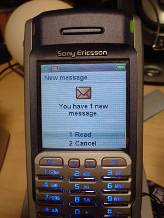 Sony Ericsson
New message
You have 1 new
message.
1 Read
2 Cancel